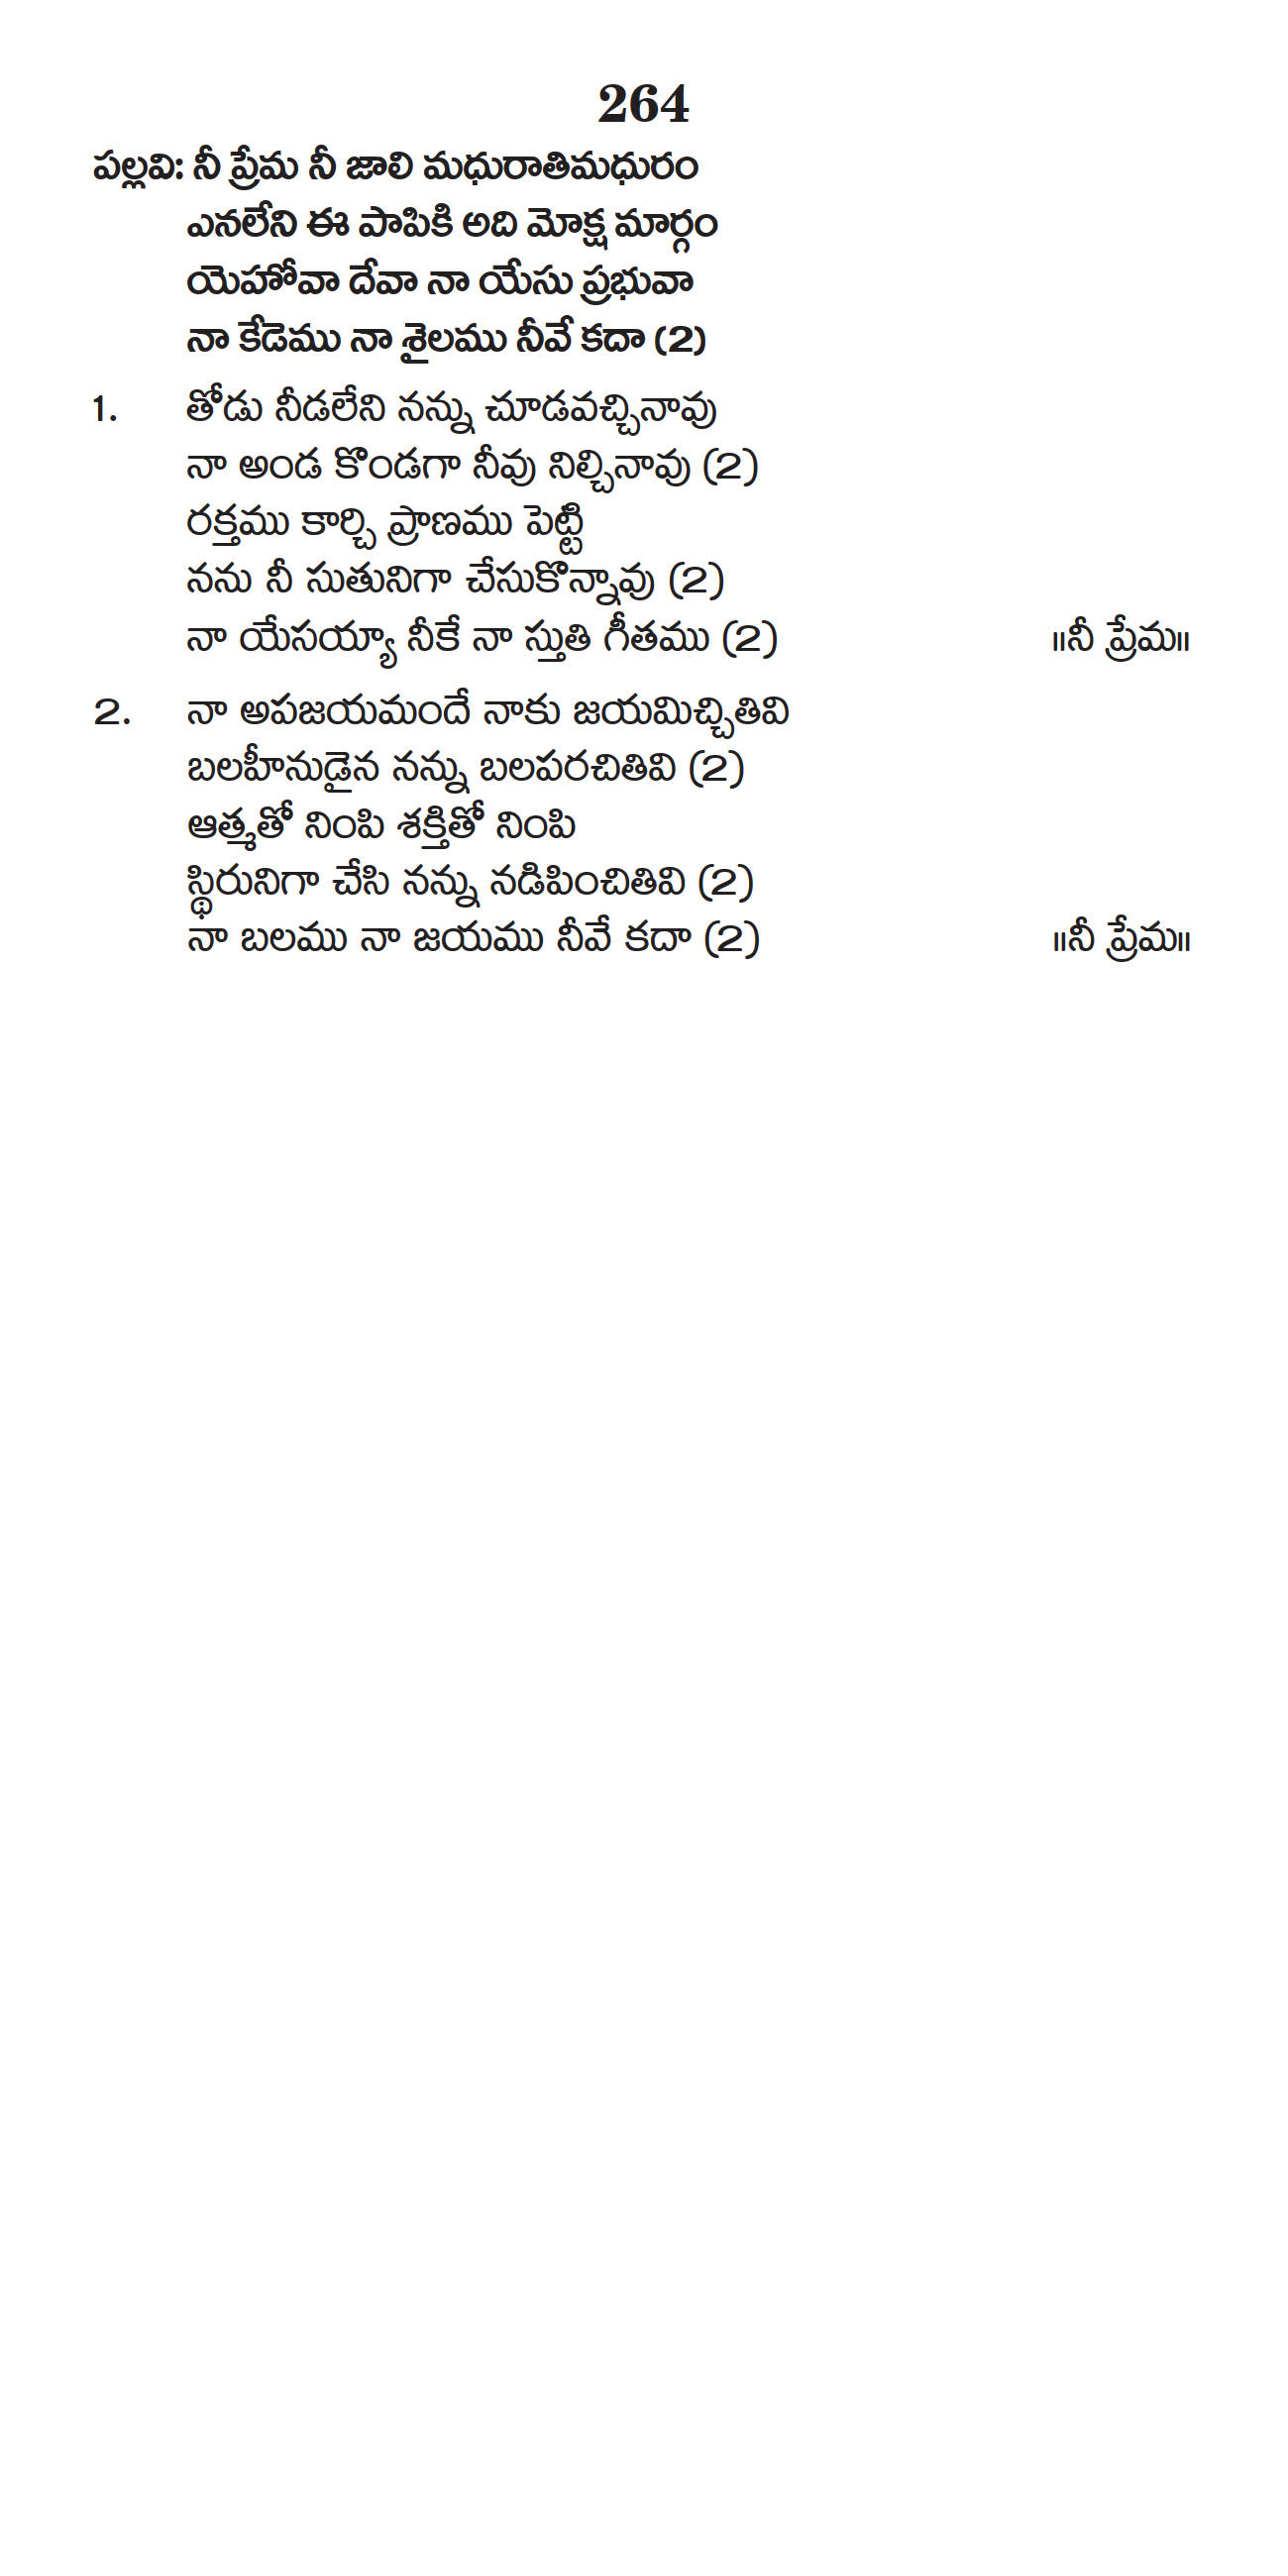 264
పల్లవి: నీ ప్రేమ నీ జాలి మధురాతిమధురం
ఎనలేని ఈ పాపికి అది మోక్ష మార్గం
యెహోవా దేవా నా యేసు ప్రభువా
నా కేడెము నా శైలము నీవే కదా (2)
1. తోడు నీడలేని నన్ను చూడవచ్చినావు
నా అండ కొండగా నీవు నిల్చినావు (2)
రక్తము కార్చి ప్రాణము పెట్టి
నను నీ సుతునిగా చేసుకొన్నావు (2)
నా యేసయ్యా నీకే నా స్తుతి గీతము (2) ॥నీ ప్రేమ॥
2. నా అపజయమందే నాకు జయమిచ్చితివి
బలహీనుడైన నన్ను బలపరచితివి (2)
ఆత్మతో నింపి శక్తితో నింపి
స్థిరునిగా చేసి నన్ను నడిపించితివి (2)
నా బలము నా జయము నీవే కదా (2) ॥నీ ప్రేమ॥